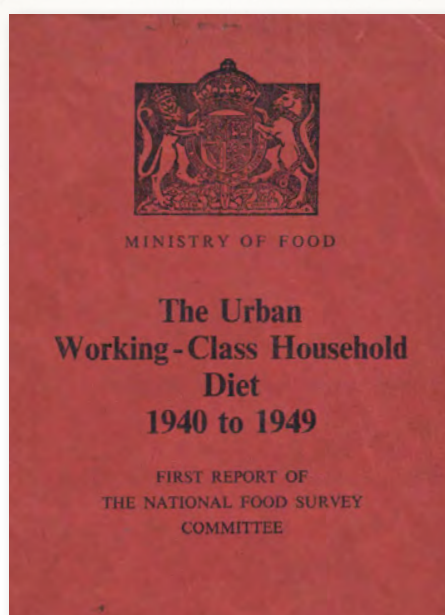 MINISTRY OF FOOD
The Urban
Working-Class Household
Diet
1940 to 1949
FIRST REPORT OF
THE NATIONAL FOOD SURVEY
COMMITTEE